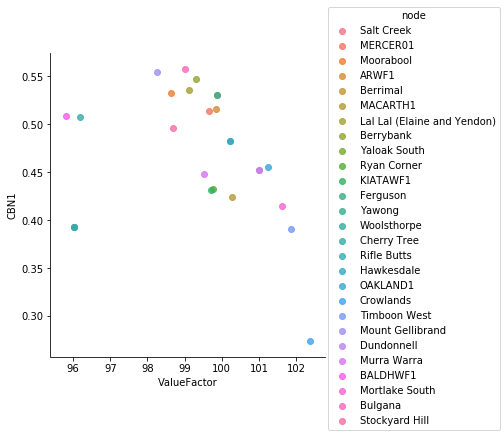 node
Salt Creek
MERCER01
Moorabool
ARWF1
Berrimal
MACARTH1
Lal Lal (Elaine and Yendon)
Berrybank
Yaloak South
Ryan Corner
KIATAWF1
Ferguson
Yawong
Woolsthorpe
Cherry Tree
Rifle Butts
Hawkesdale
OAKLAND1
Crowlands
Timboon West
Mount Gellibrand
Dundonnell
Murra Warra
BALDHWF1
Mortlake South
Bulgana
Stockyard Hill
0.55
0.50
0.45
0.40
0.35
0.30
CBN1
96 97 98 99 100 101 102
ValueFactor